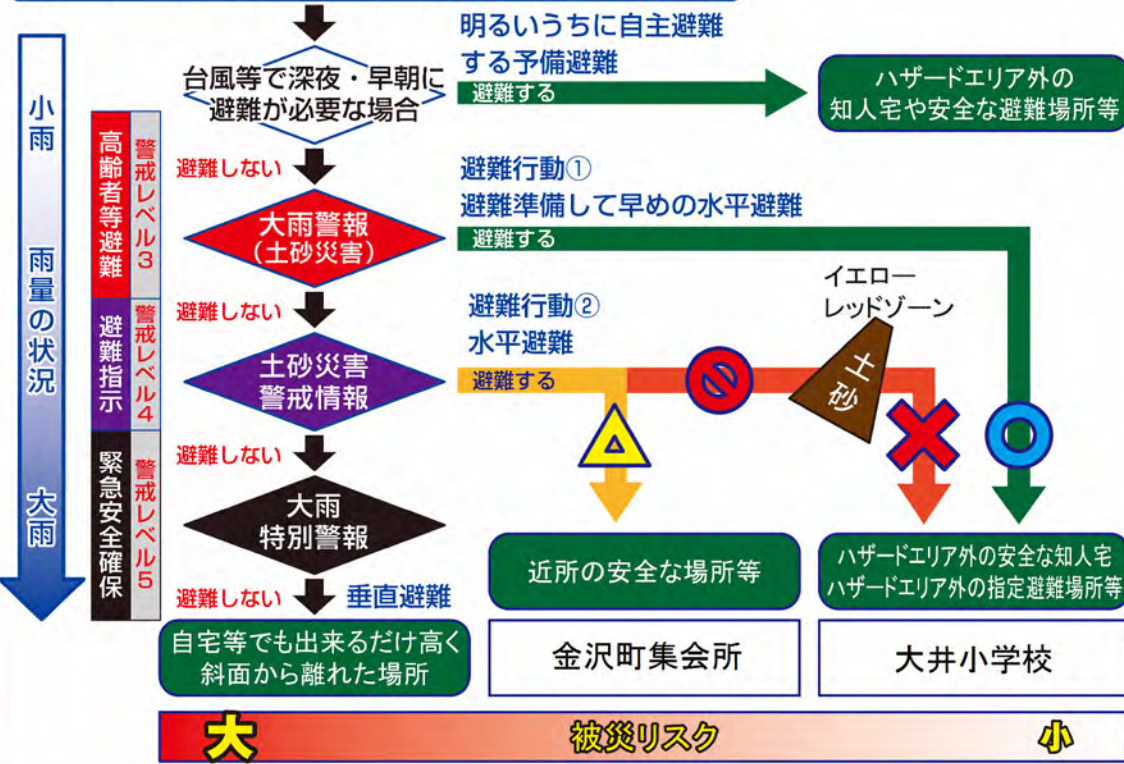 明るいうちに自主避難
する予備避難
台風等で深夜・早朝に
避難が必要な場合
避難する
ハザードエリア外の
知人宅や安全な避難場所等
小雨
雨量の状況
大雨
高齢者等避難
警戒レベル3
避難しない
避難行動①
避難準備して早めの水平避難
大雨警報
(土砂災害)
避難する
イエロー
レッドゾーン
避難指示
警戒レベル4
避難しない
避難行動②
水平避難
土砂災害
警戒情報
避難する
土砂
緊急安全確保
警戒レベル5
避難しない
大雨
特別警報
近所の安全な場所等
ハザードエリア外の安全な知人宅
ハザードエリア外の指定避難場所等
避難しない
垂直避難
自宅等でも出来るだけ高く
斜面から離れた場所
金沢町集会所
大井小学校
大
被災リスク
小